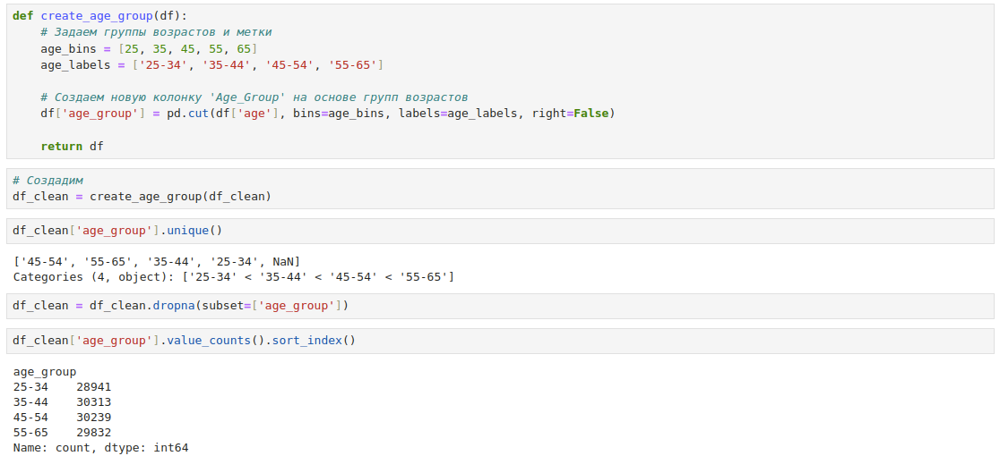 def create_age_group(df):
    # Задаем группы возрастов и метки
    age_bins = [25, 35, 45, 55, 65]
    age_labels = ['25-34', '35-44', '45-54', '55-65']
    # Создаем новую колонку 'Age_Group' на основе групп возрастов
    df['age_group'] = pd.cut(df['age'], bins=age_bins, labels=age_labels, right=False)
    return df
# Создадим
df_clean = create_age_group(df_clean)
df_clean['age_group'].unique()
['45-54', '55-65', '35-44', '25-34', NaN]
Categories (4, object): ['25-34' < '35-44' < '45-54' < '55-65']
df_clean = df_clean.dropna(subset=['age_group'])
df_clean['age_group'].value_counts().sort_index()
age_group
25-34    28941
35-44    30313
45-54    30239
55-65    29832
Name: count, dtype: int64